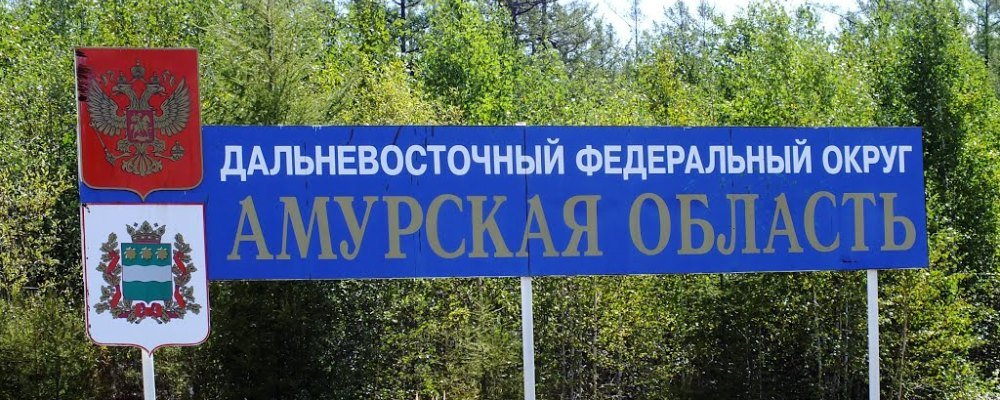 ДАЛЬНЕВОСТОЧНЫЙ ФЕДЕРАЛЬНЫЙ ОКРУГ
АМУРСКАЯ ОБЛАСТЬ